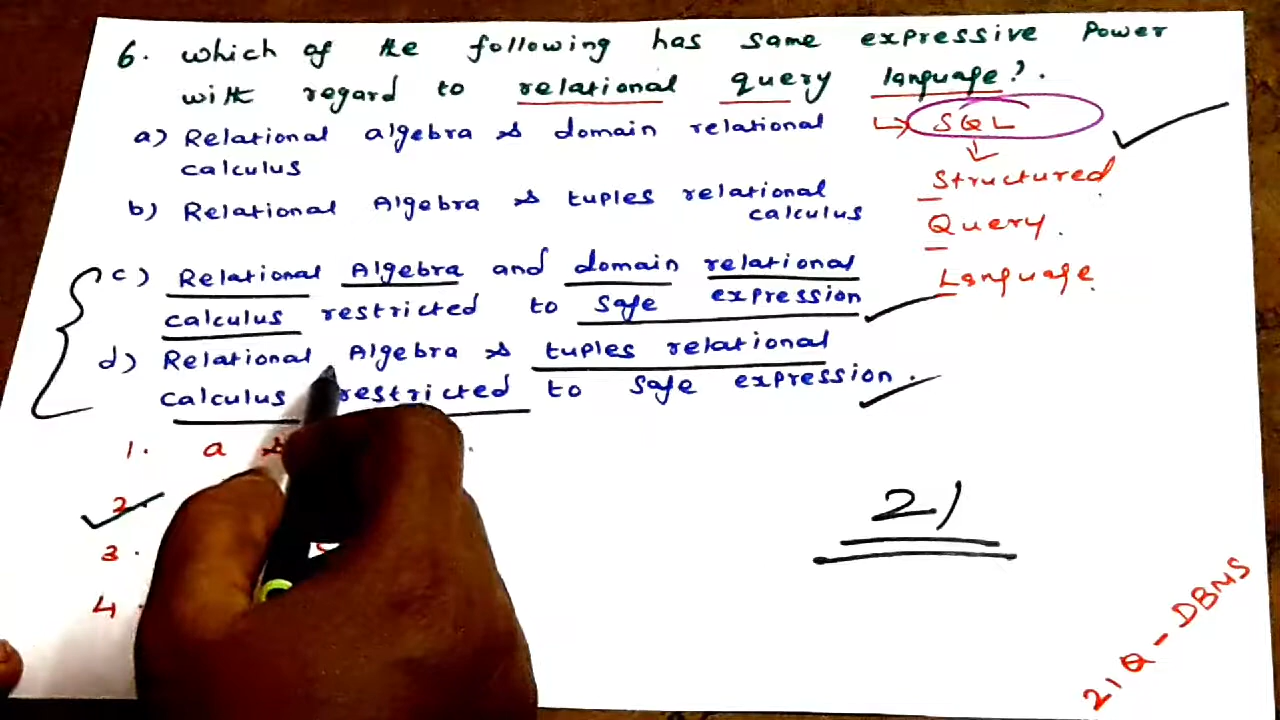 6. which of the following has same expressive Power
with regard to relational query language?.
a) Relational algebra & domain relational
calculus
↳ SQL
Structured
Query.
Language.
b) Relational Algebra & tuples relational
calculus
c) Relational Algebra and domain relational
calculus restricted to safe expression
d) Relational Algebra & tuples relational
calculus restricted to safe expression.
1. a &
2.
3.
4.
21
21Q - DBMS